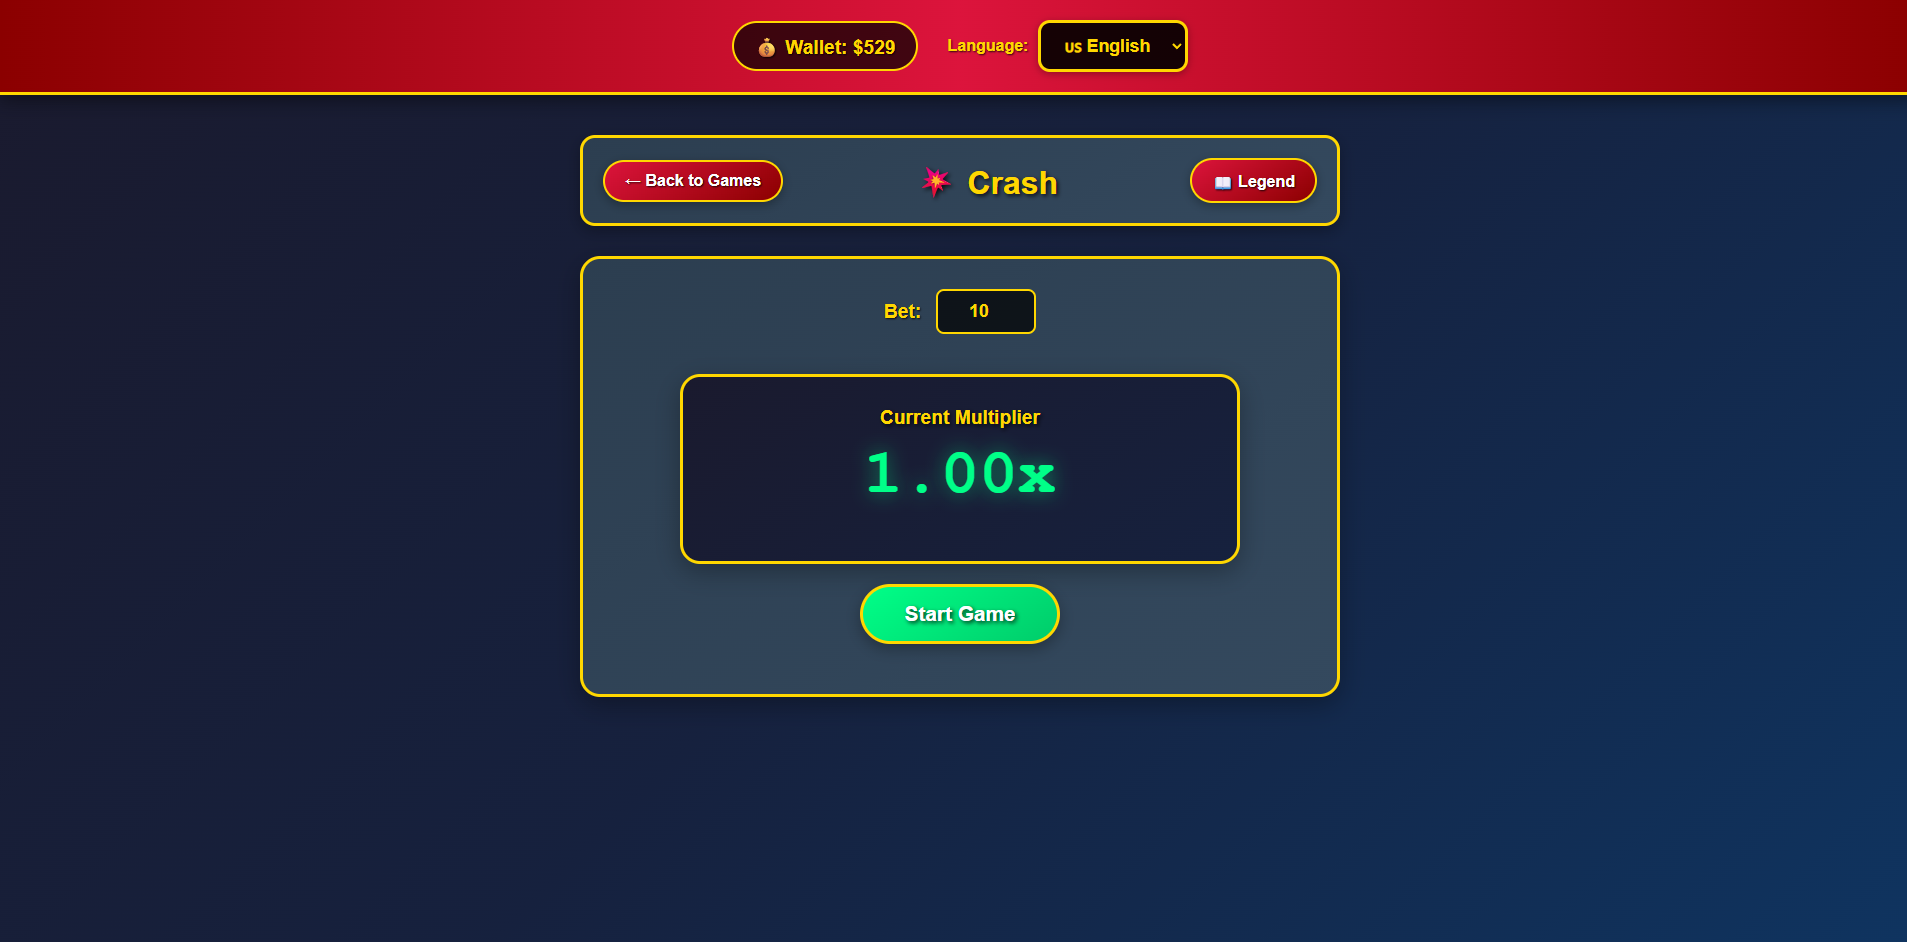 Wallet: $529
Language:
US English
← Back to Games
Crash
Legend
Bet:
10
Current Multiplier
1.00x
Start Game